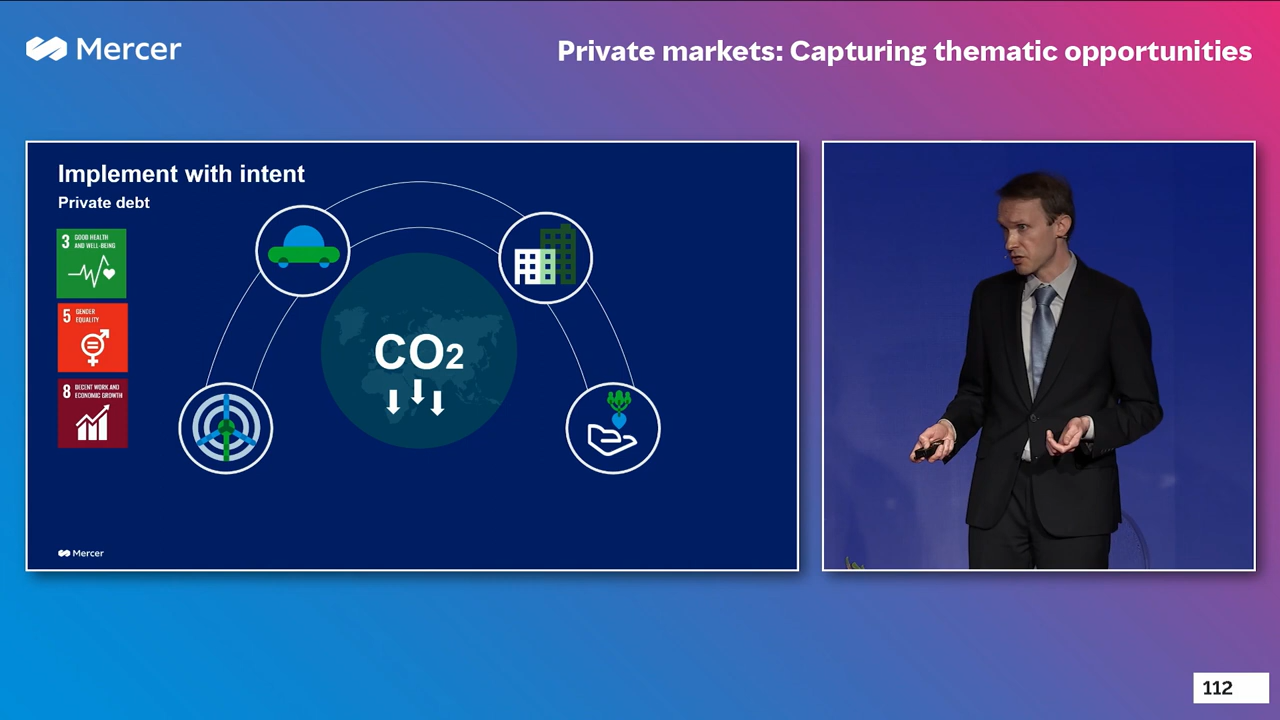 Mercer
Private markets: Capturing thematic opportunities
Implement with intent
Private debt
3 GOOD HEALTH
AND WELL-BEING
5 GENDER
EQUALITY
8 DECENT WORK AND
ECONOMIC GROWTH
CO2
Mercer
112